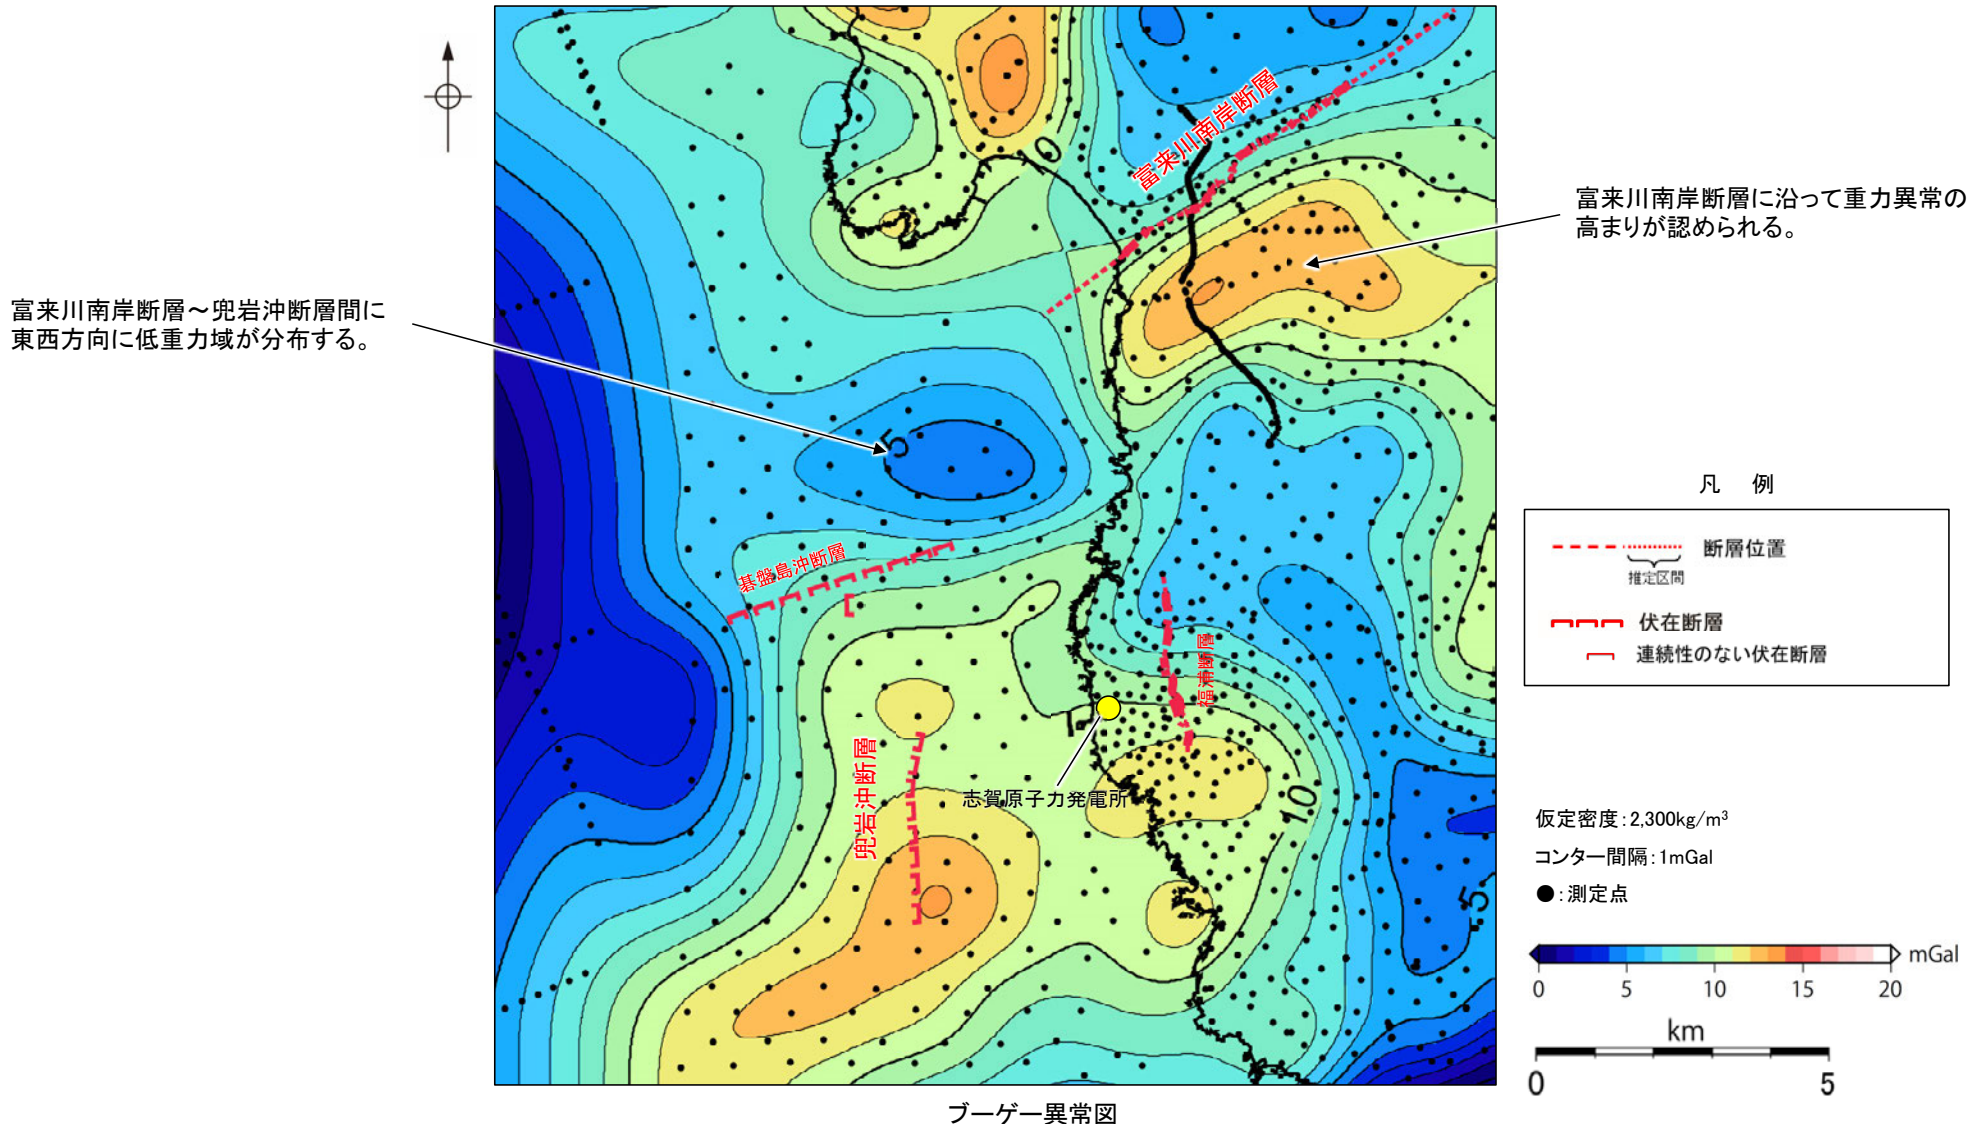 富来川南岸断層
富来川南岸断層に沿って重力異常の
高まりが認められる。
富来川南岸断層～兜岩沖断層間に
東西方向に低重力域が分布する。
10
5
碁盤島沖断層
福浦断層
兜岩沖断層
志賀原子力発電所
10
5
凡 例
断層位置
推定区間
伏在断層
連続性のない伏在断層
仮定密度：2,300kg/m³
コンター間隔：1mGal
●：測定点
mGal
0 5 10 15 20
km
0 5
ブーゲー異常図